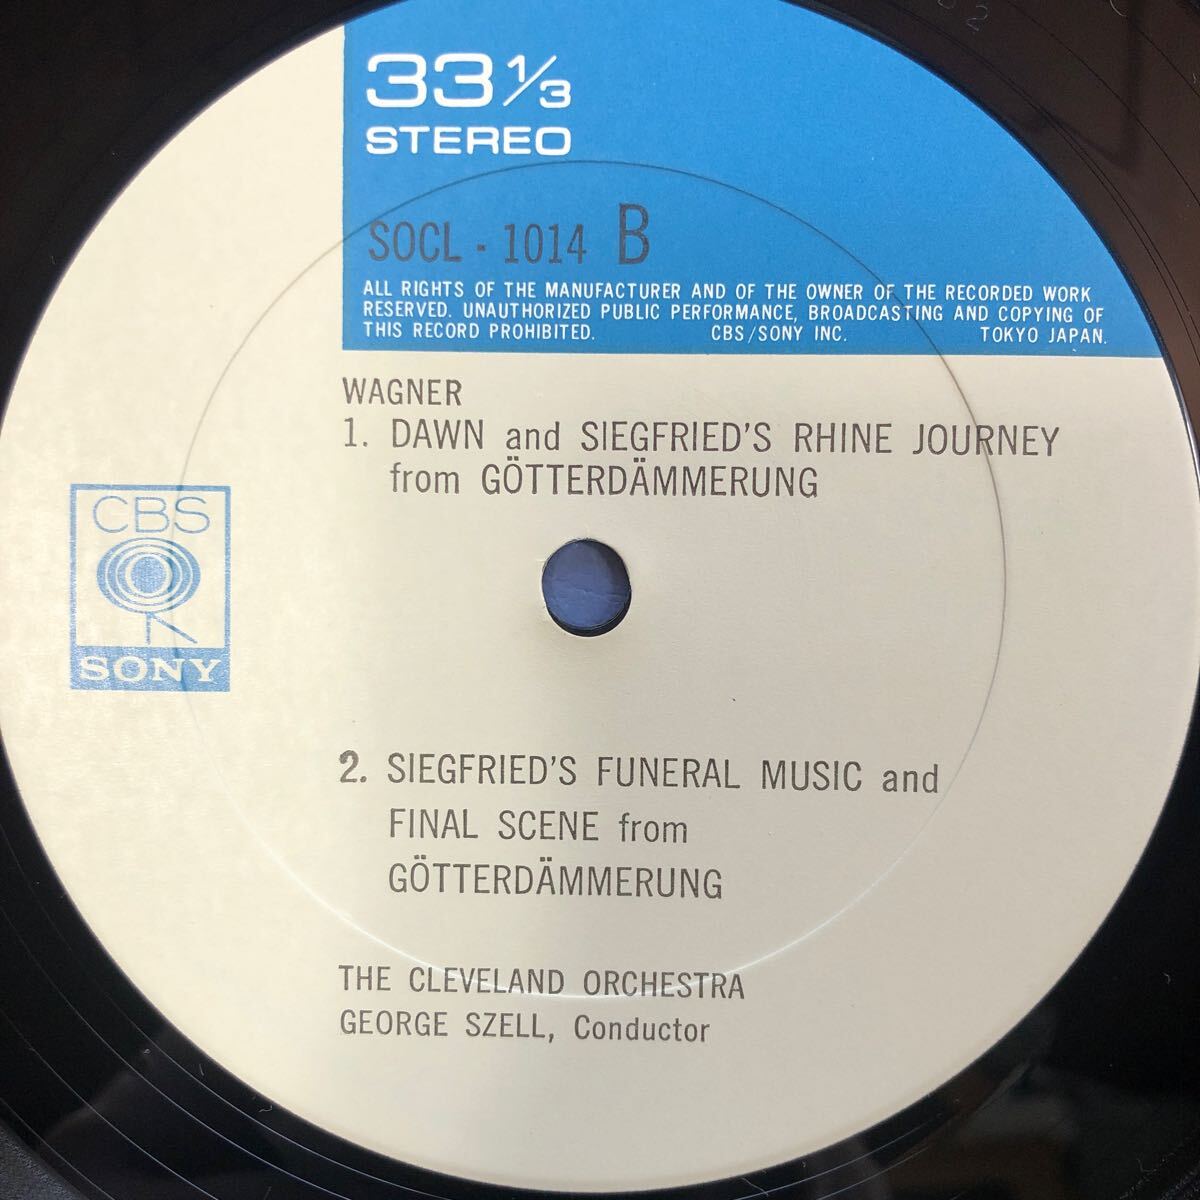 33 1/3
STEREO
SOCL - 1014 B
ALL RIGHTS OF THE MANUFACTURER AND OF THE OWNER OF THE RECORDED WORK
RESERVED. UNAUTHORIZED PUBLIC PERFORMANCE, BROADCASTING AND COPYING OF
THIS RECORD PROHIBITED. CBS/SONY INC. TOKYO JAPAN.
WAGNER
1. DAWN and SIEGFRIED'S RHINE JOURNEY
from GÖTTERDÄMMERUNG
CBS
SONY
2. SIEGFRIED'S FUNERAL MUSIC and
FINAL SCENE from
GÖTTERDÄMMERUNG
THE CLEVELAND ORCHESTRA
GEORGE SZELL, Conductor